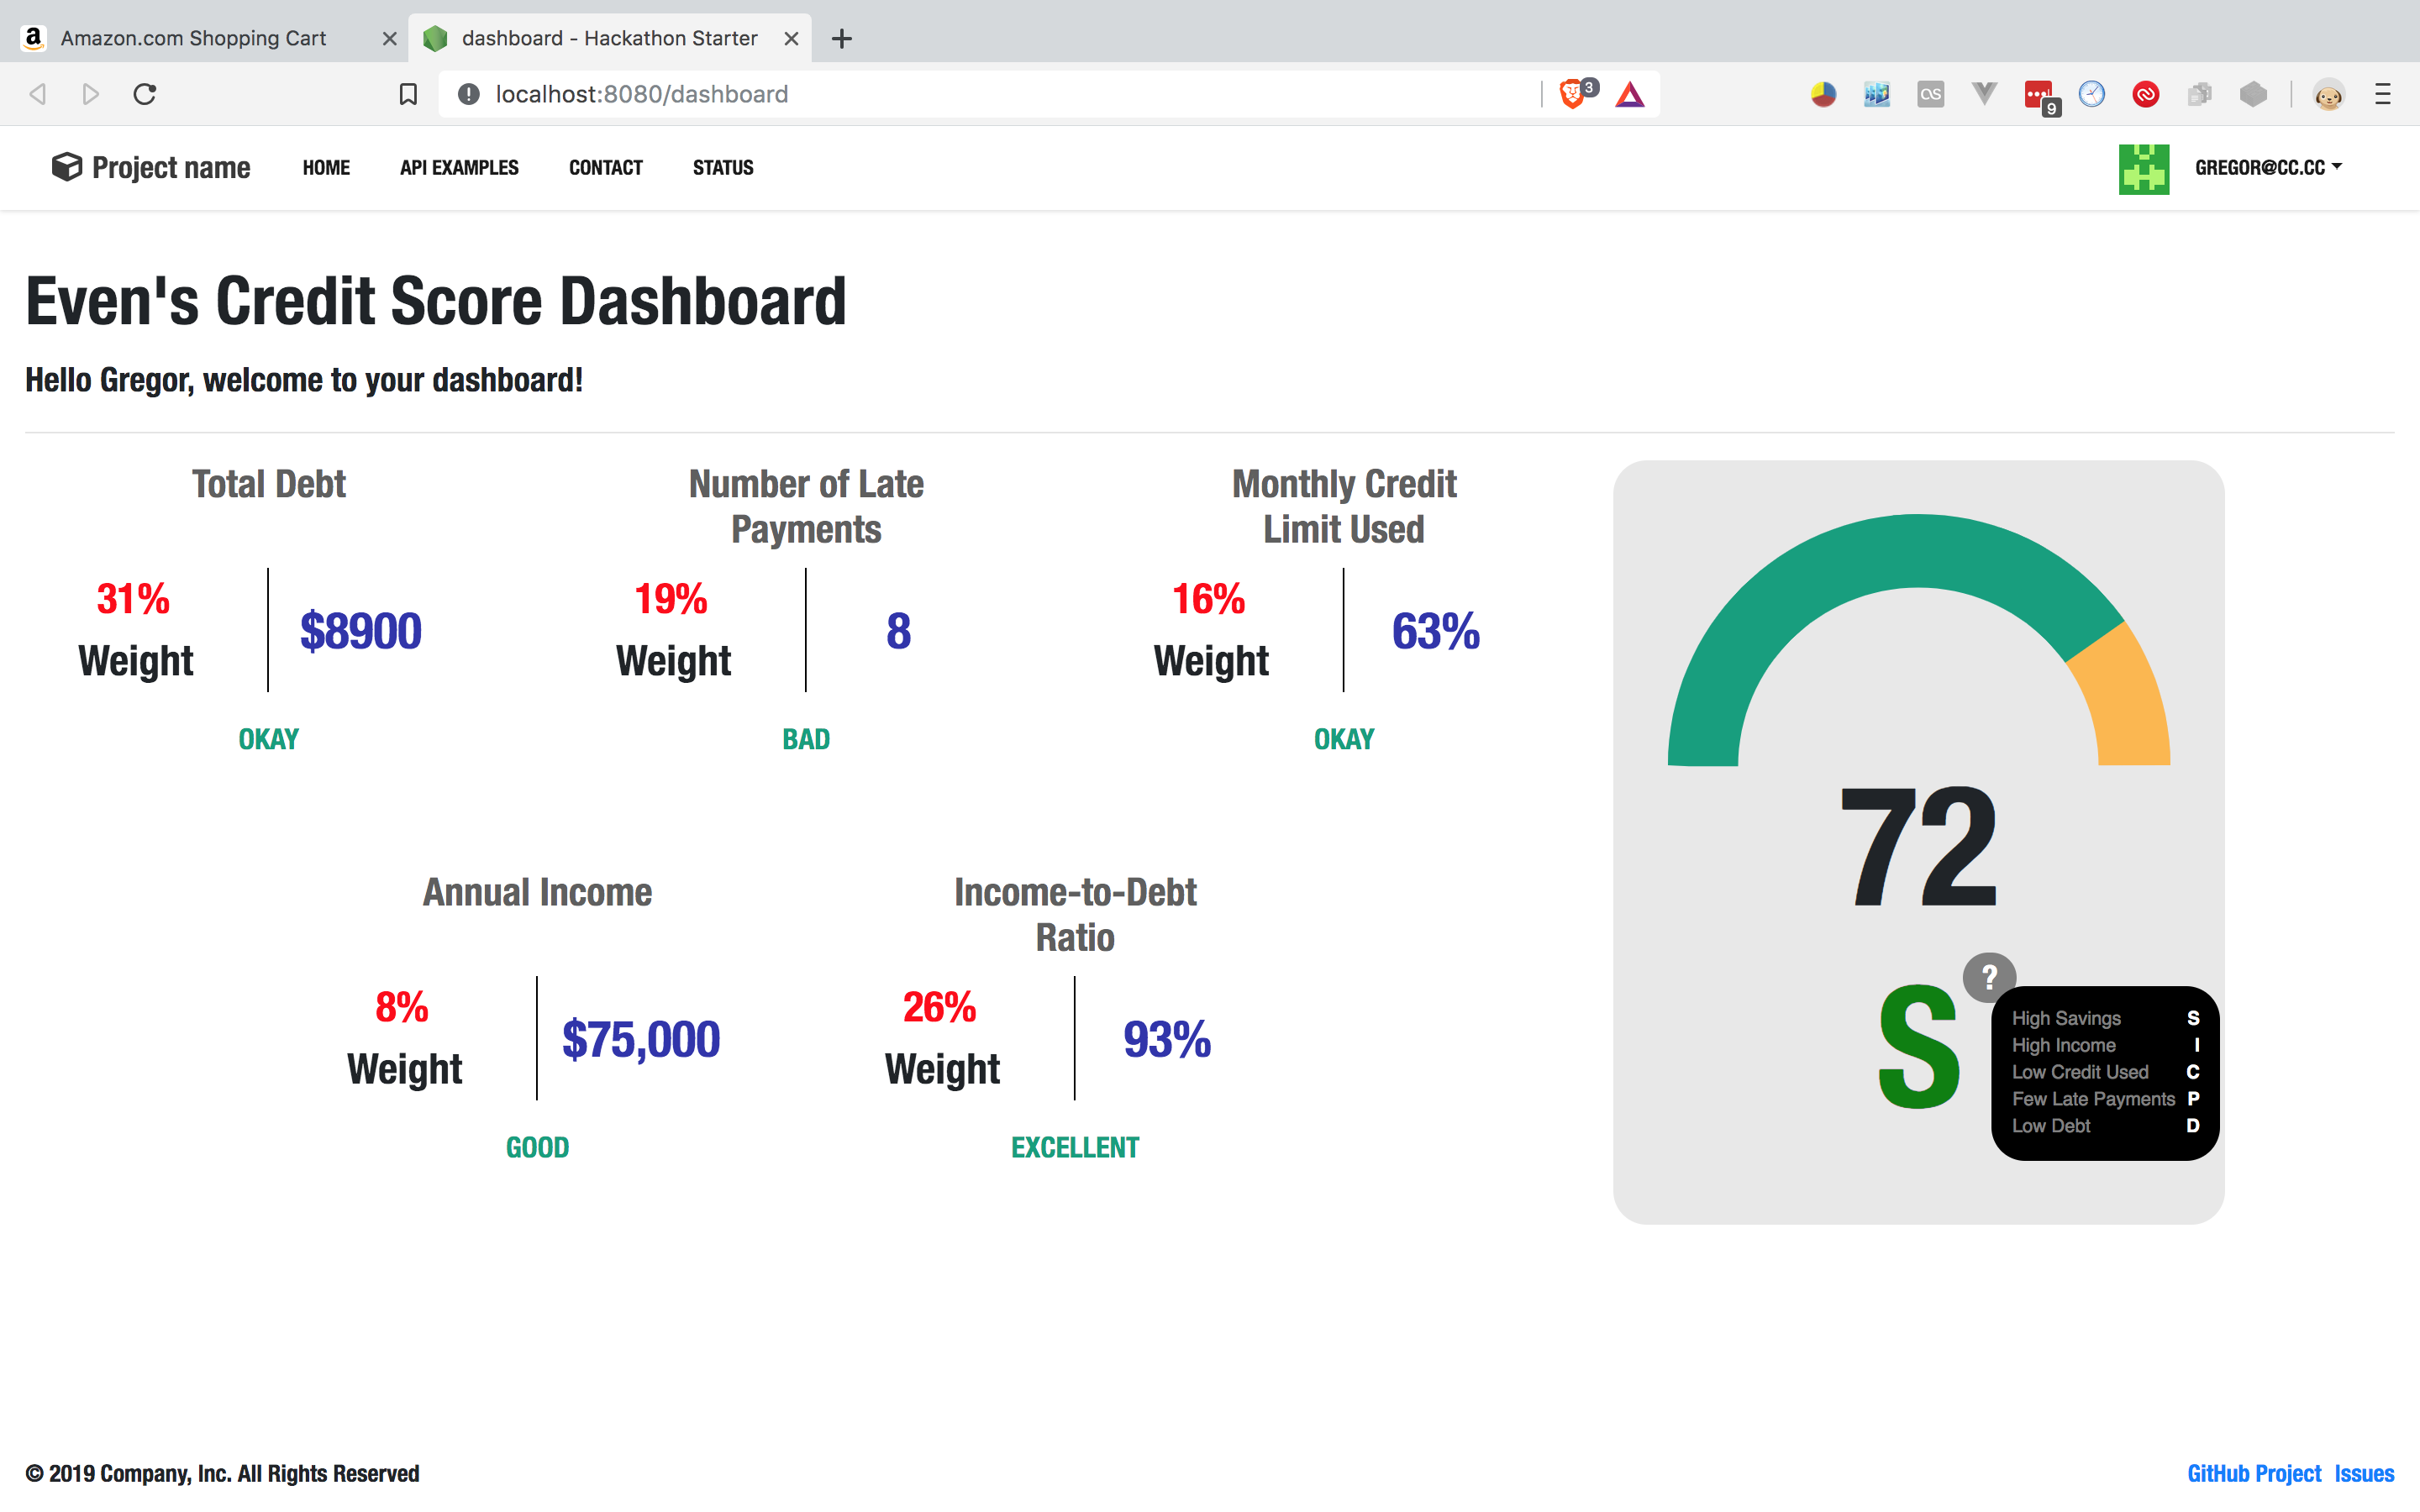 Amazon.com Shopping Cart
dashboard - Hackathon Starter
localhost:8080/dashboard
3
9
Project name
HOME
API EXAMPLES
CONTACT
STATUS
GREGOR@CC.CC
Even's Credit Score Dashboard
Hello Gregor, welcome to your dashboard!
Total Debt
31%
Weight
$8900
OKAY
Number of Late
Payments
19%
Weight
8
BAD
Monthly Credit
Limit Used
16%
Weight
63%
OKAY
Annual Income
8%
Weight
$75,000
GOOD
Income-to-Debt
Ratio
26%
Weight
93%
EXCELLENT
72
S
?
High Savings S
High Income I
Low Credit Used C
Few Late Payments P
Low Debt D
© 2019 Company, Inc. All Rights Reserved
GitHub Project Issues